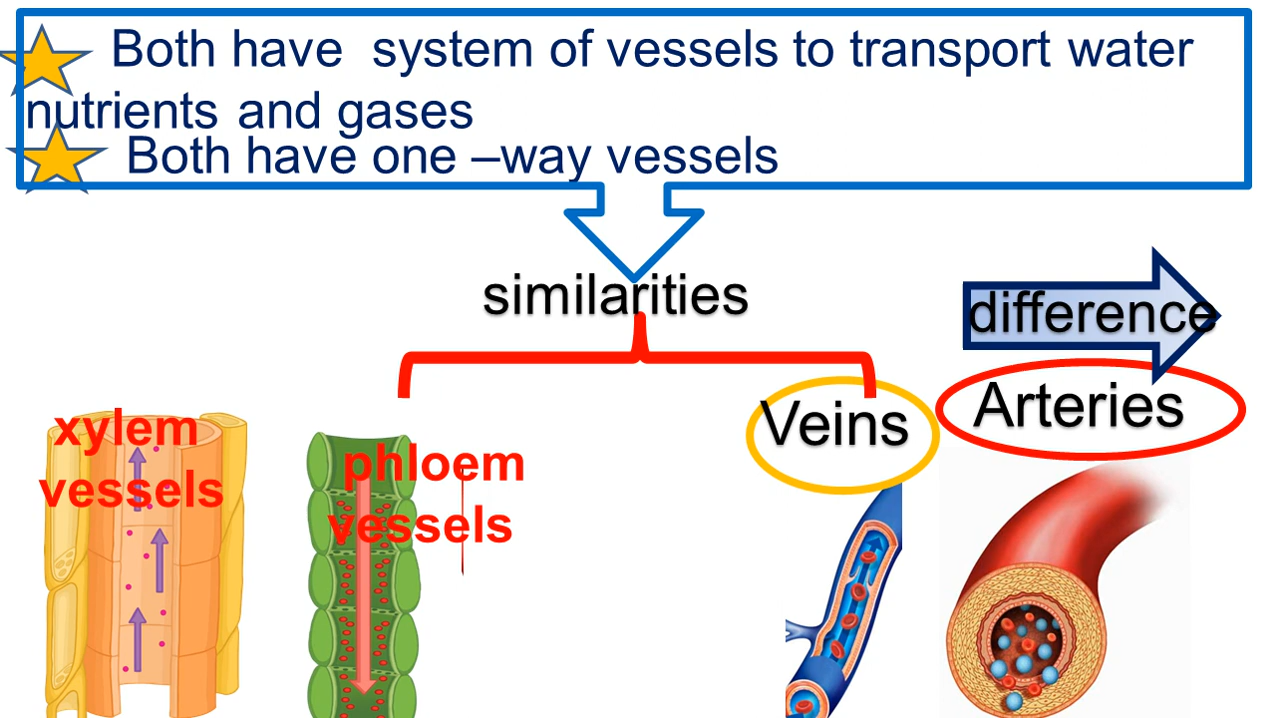 Both have system of vessels to transport water
nutrients and gases
Both have one –way vessels
similarities
difference
xylem
vessels
phloem
vessels
Veins
Arteries